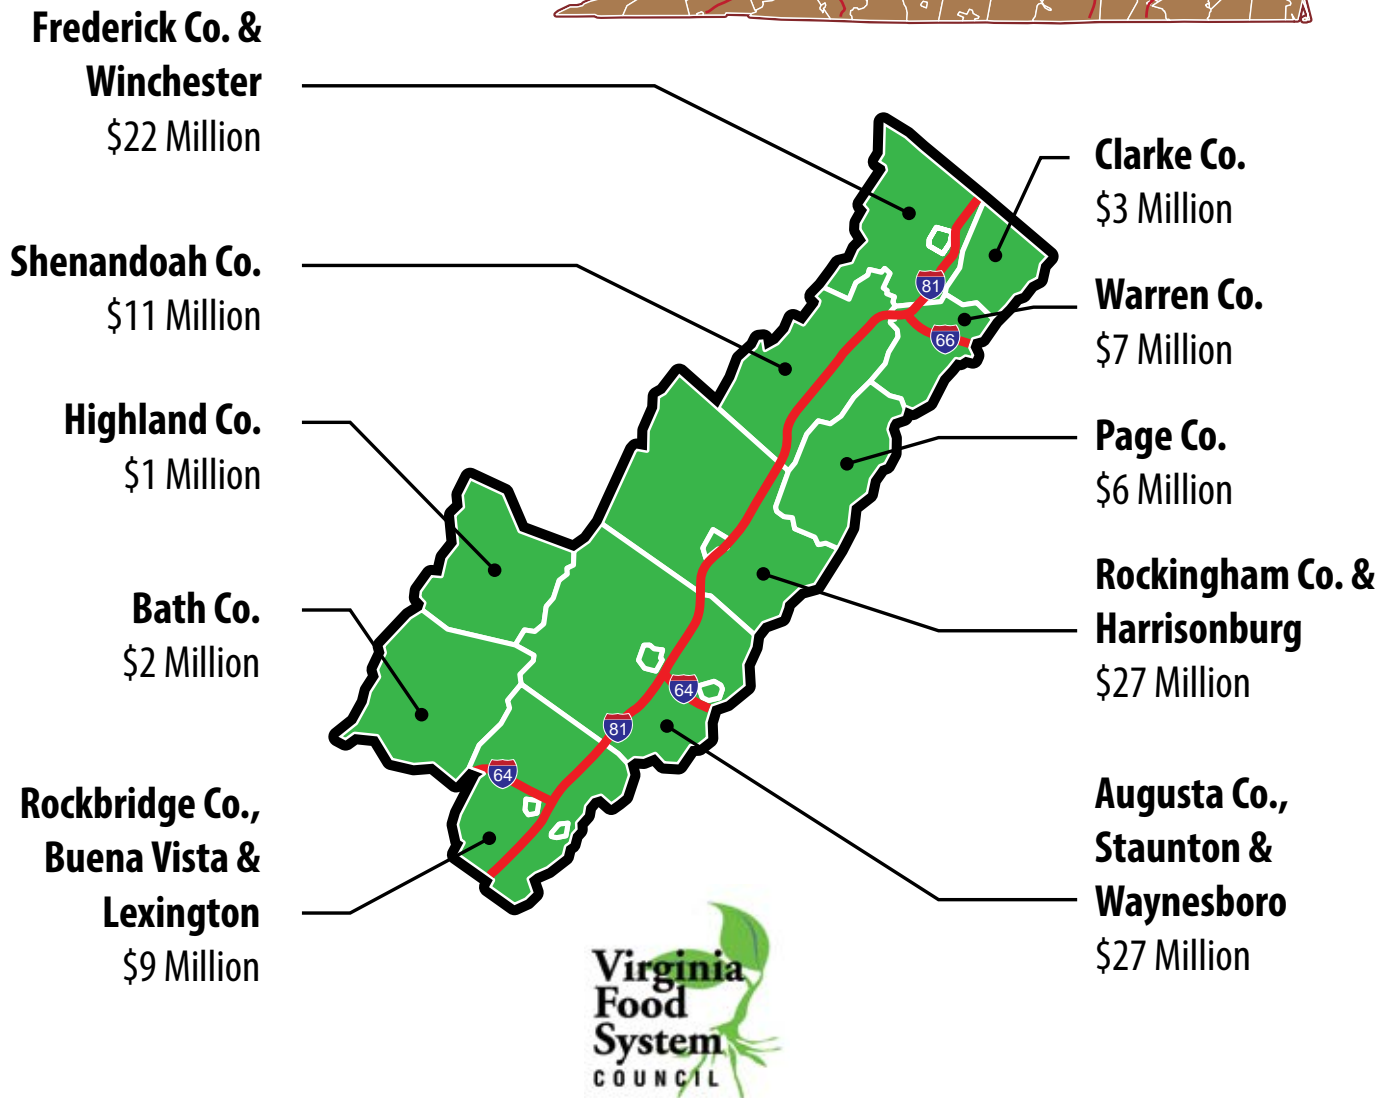 Frederick Co. &
Winchester
$22 Million
Shenandoah Co.
$11 Million
Highland Co.
$1 Million
Bath Co.
$2 Million
Rockbridge Co.,
Buena Vista &
Lexington
$9 Million
Clarke Co.
$3 Million
Warren Co.
$7 Million
Page Co.
$6 Million
Rockingham Co. &
Harrisonburg
$27 Million
Augusta Co.,
Staunton &
Waynesboro
$27 Million
81
66
64
81
64
Virginia
Food
System
COUNCIL